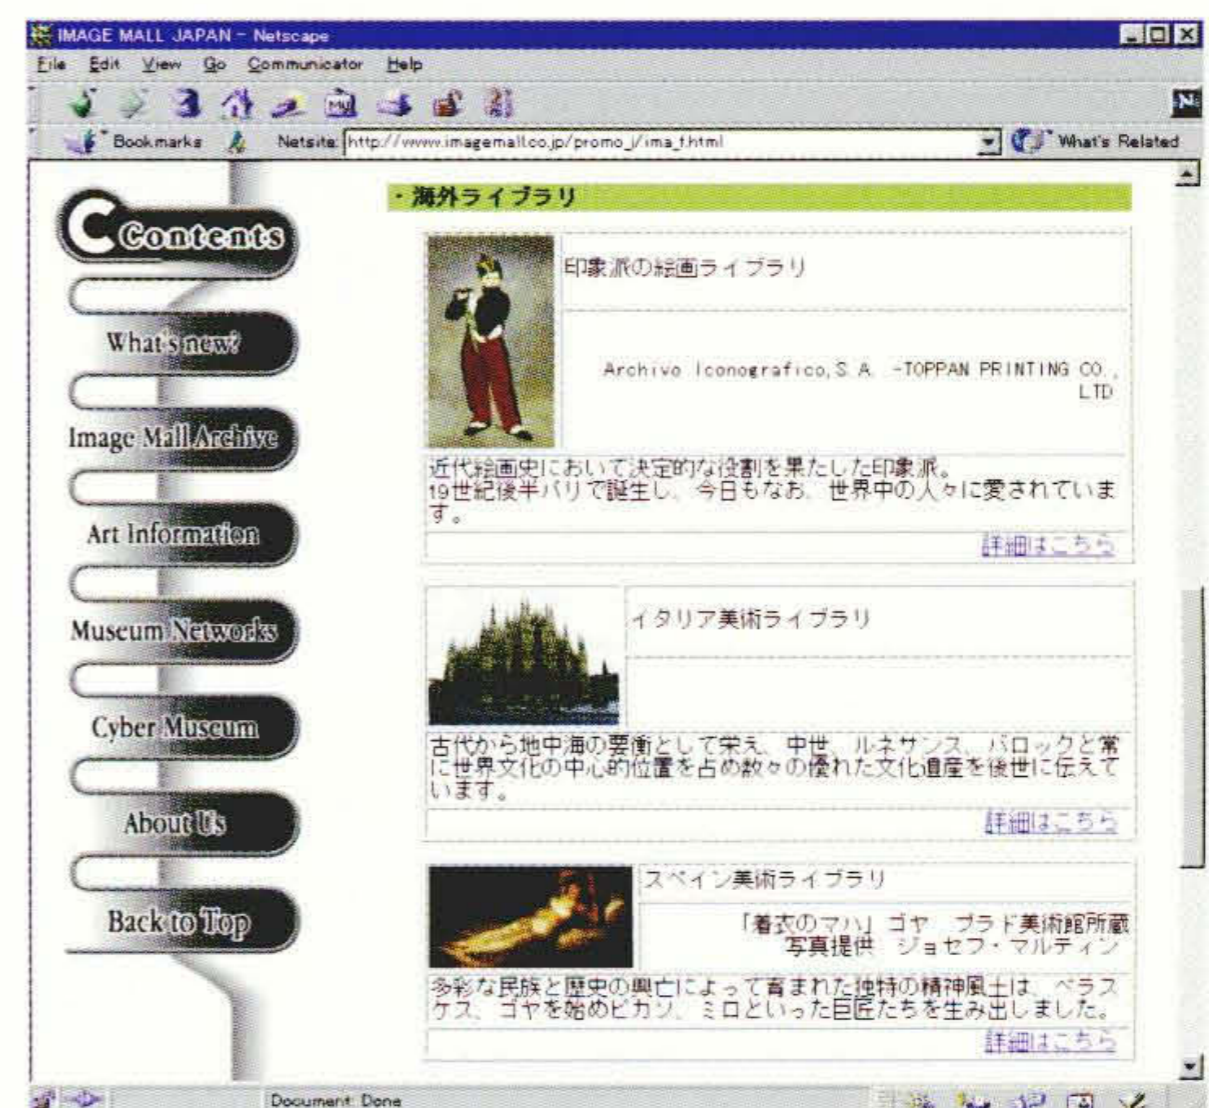 IMAGE MALL JAPAN - Netscape
File Edit View Go Communicator Help
My
N
Bookmarks Netsite: http://www.imagemall.co.jp/promo_j/ima_f.html What's Related
Contents
What's new?
Image Mall Archive
Art Information
Museum Networks
Cyber Museum
About Us
Back to Top
・海外ライブラリ
印象派の絵画ライブラリ
Archivo Iconografico,S.A. -TOPPAN PRINTING CO.,
LTD
近代絵画史において決定的な役割を果たした印象派。
19世紀後半パリで誕生し、今日もなお、世界中の人々に愛されていま
す。
詳細はこちら
イタリア美術ライブラリ
古代から地中海の要衝として栄え、中世、ルネサンス、バロックと常
に世界文化の中心的位置を占め数々の優れた文化遺産を後世に伝えて
います。
詳細はこちら
スペイン美術ライブラリ
「着衣のマハ」ゴヤ プラド美術館所蔵
写真提供 ジョセフ・マルティン
多彩な民族と歴史の興亡によって育まれた独特の精神風土は、ベラス
ケス、ゴヤを始めピカソ、ミロといった巨匠たちを生み出しました。
詳細はこちら
Document: Done